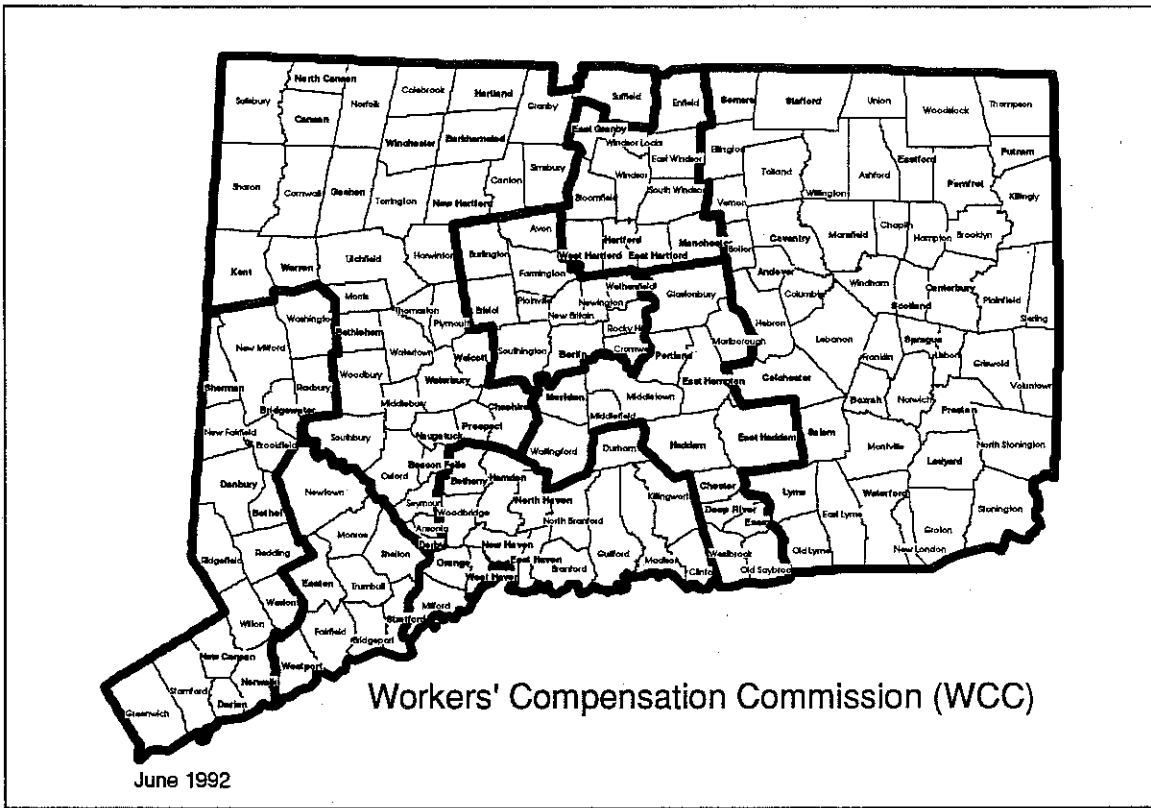 North Canaan
Colebrook
Hartland
Suffield
Enfield
Somers
Stafford
Union
Woodstock
Thompson
Salisbury
Norfolk
Granby
Canaan
East Granby
Winchester
Barkhamsted
Windsor Locks
East Windsor
Ellington
Eastford
Putnam
Simsbury
Tolland
Willington
Ashford
Pomfret
Killingly
Sharon
Cornwall
Goshen
Torrington
New Hartford
Canton
Bloomfield
Windsor
South Windsor
Vernon
Avon
Hartford
Manchester
Bolton
Coventry
Mansfield
Chaplin
Hampton
Brooklyn
Kent
Warren
Litchfield
Harwinton
Burlington
West Hartford
East Hartford
Farmington
Andover
Columbia
Windham
Scotland
Canterbury
Plainfield
Sterling
Washington
Morris
Thomaston
Plymouth
Bristol
Plainville
New Britain
Newington
Wethersfield
Glastonbury
Hebron
Lebanon
Franklin
Sprague
Lisbon
Griswold
Voluntown
New Milford
Bethlehem
Watertown
Wolcott
Southington
Berlin
Rocky Hill
Cromwell
Portland
Marlborough
Sherman
Roxbury
Woodbury
Waterbury
East Hampton
Colchester
Bozrah
Norwich
Preston
Bridgewater
Middlebury
Cheshire
Meriden
Middletown
Middlefield
New Fairfield
Brookfield
Southbury
Naugatuck
Prospect
Wallingford
Durham
Haddam
East Haddam
Salem
Montville
Ledyard
North Stonington
Danbury
Newtown
Oxford
Beacon Falls
Bethany
Hamden
North Haven
Killingworth
Chester
Lyme
Waterford
Stonington
Bethel
Seymour
Woodbridge
Deep River
Essex
East Lyme
Groton
Ridgefield
Redding
Monroe
Shelton
Ansonia
Derby
Orange
New Haven
North Branford
Guilford
Madison
Westbrook
Old Lyme
New London
Easton
Trumbull
West Haven
East Haven
Branford
Clinton
Old Saybrook
Weston
Wilton
Fairfield
Bridgeport
Stratford
Milford
New Canaan
Westport
Greenwich
Stamford
Darien
Norwalk
Workers' Compensation Commission (WCC)
June 1992